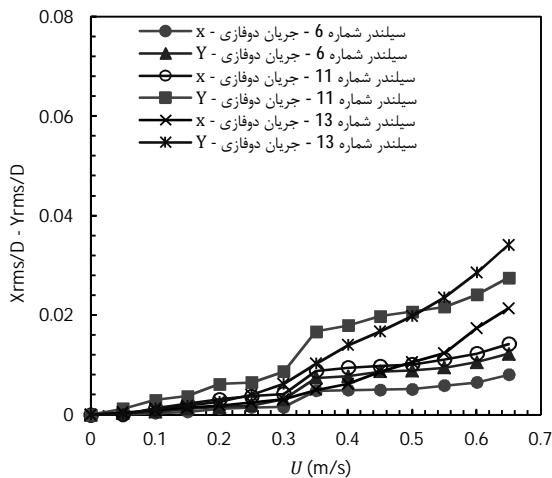 0.08
0.06
0.04
0.02
0
Xrms/D - Yrms/D
سیلندر شماره 6 - جریان دوفازی - x
سیلندر شماره 6 - جریان دوفازی - Y
سیلندر شماره 11 - جریان دوفازی - x
سیلندر شماره 11 - جریان دوفازی - Y
سیلندر شماره 13 - جریان دوفازی - x
سیلندر شماره 13 - جریان دوفازی - Y
0 0.1 0.2 0.3 0.4 0.5 0.6 0.7
U (m/s)